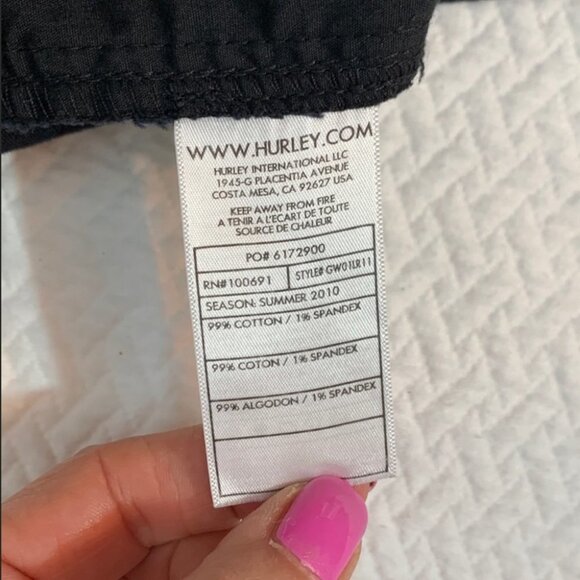 WWW.HURLEY.COM
HURLEY INTERNATIONAL LLC
1945-G PLACENTIA AVENUE
COSTA MESA, CA 92627 USA
KEEP AWAY FROM FIRE
A TENIR A L'ECART DE TOUTE
SOURCE DE CHALEUR
PO# 6172900
RN#100691 STYLE# GW01LR11
SEASON: SUMMER 2010
99% COTTON / 1% SPANDEX
99% COTON / 1% SPANDEX
99% ALGODON / 1% SPANDEX